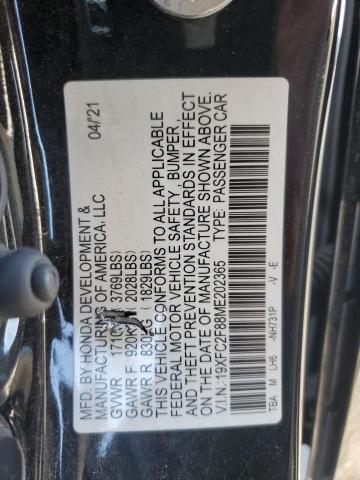 MFD. BY HONDA DEVELOPMENT & 04/'21
MANUFACTURING OF AMERICA, LLC
GVWR 3769LBS)
GAWR F 2028LBS)
GAWR R 1829LBS)
THIS VEHICLE CONFORMS TO ALL APPLICABLE
FEDERAL MOTOR VEHICLE SAFETY , BUMPER ,
AND THEFT PREVENTION STANDARDS IN EFFECT
ON THE DATE OF MANUFACTURE SHOWN ABOVE.
V.I.N.:19XFC2F88ME202365 TYPE: PASSENGER CAR
TBA M LH6 -NH731P -V -E